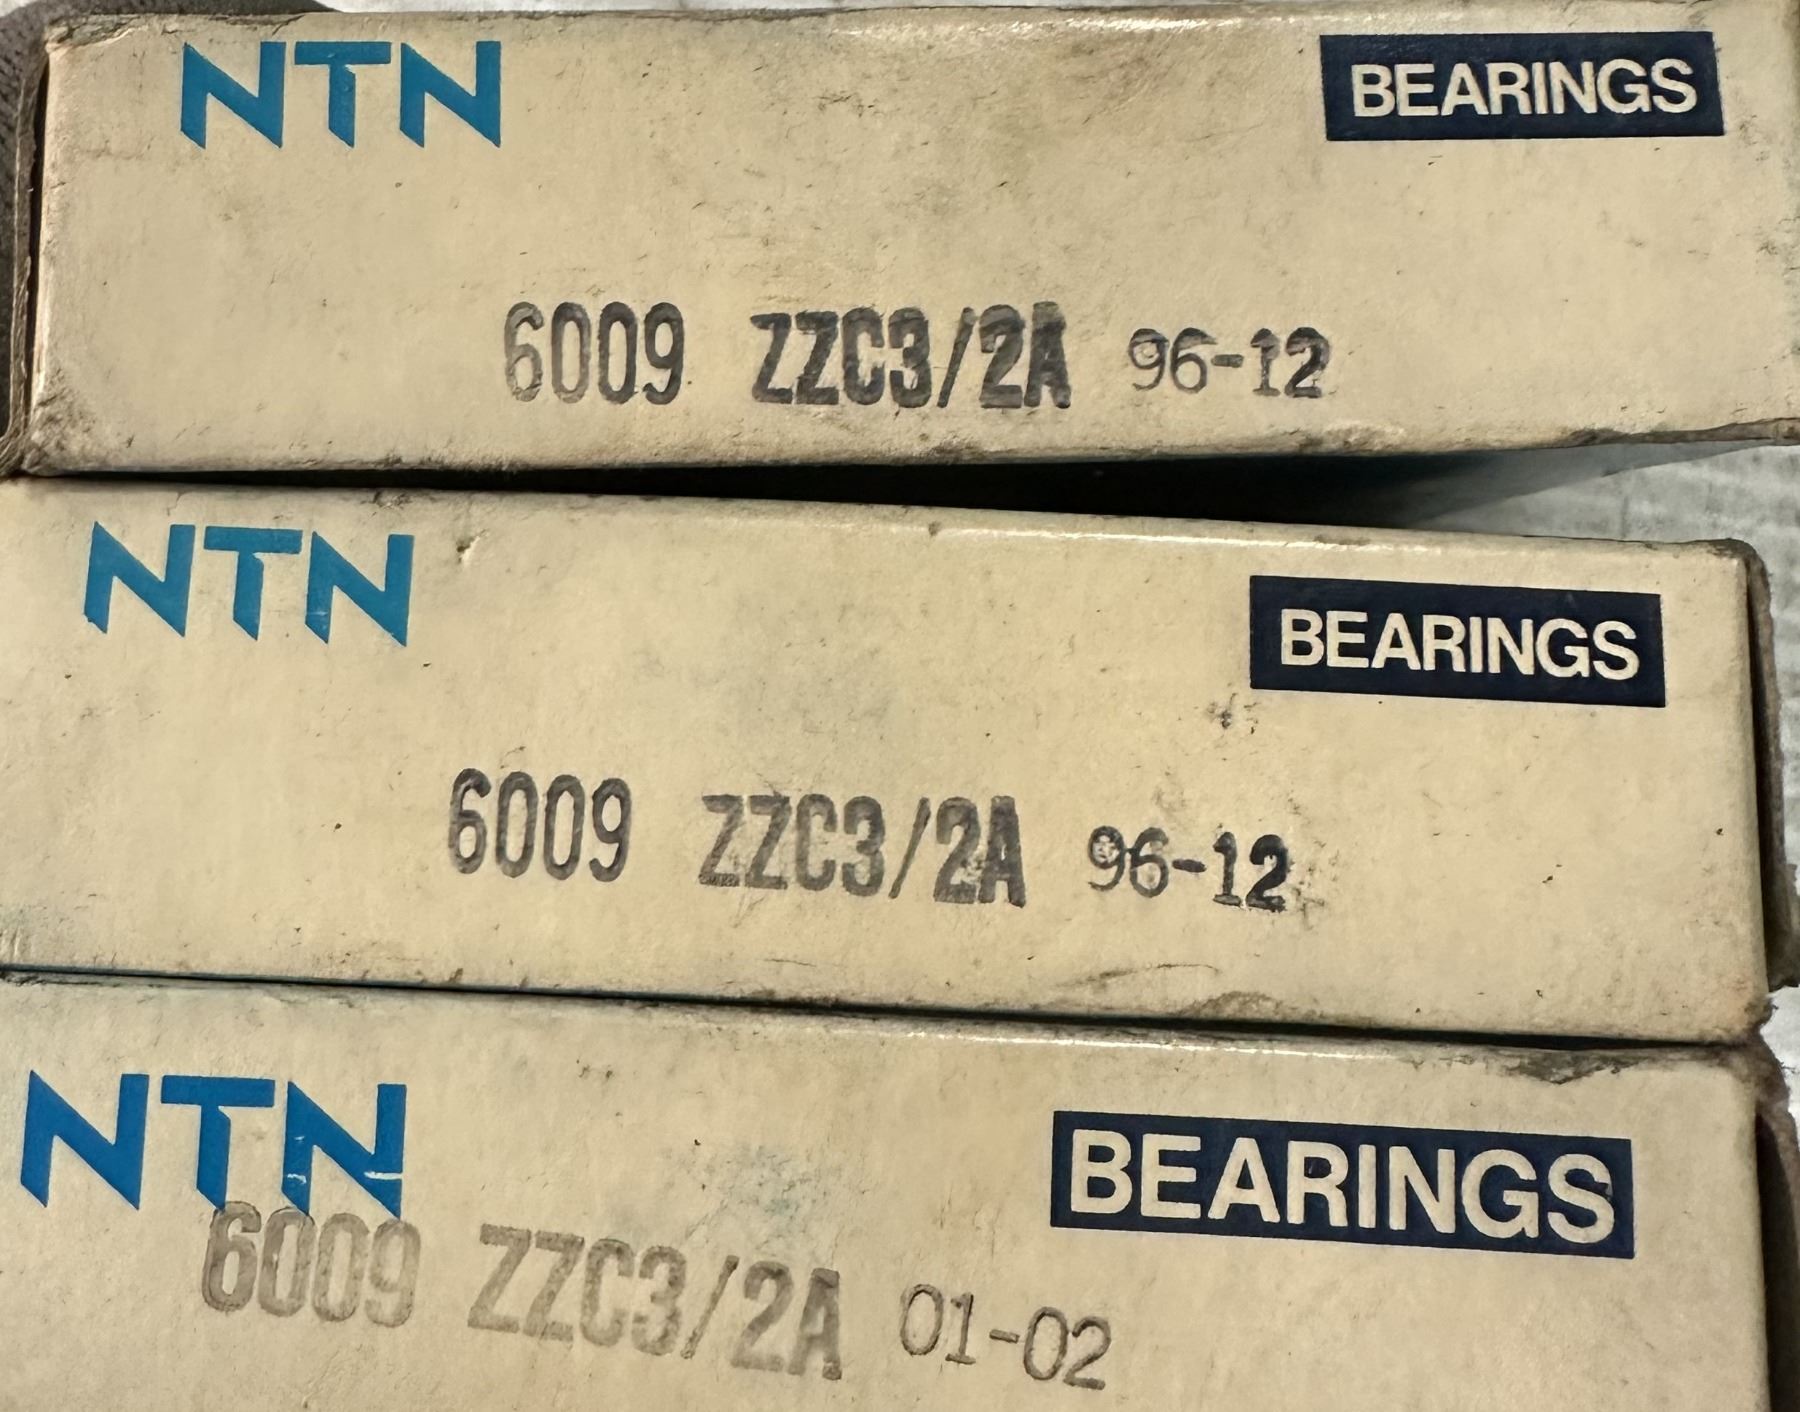 NTN BEARINGS
6009 ZZC3/2A 96-12
NTN BEARINGS
6009 ZZC3/2A 96-12
NTN BEARINGS
6009 ZZC3/2A 01-02